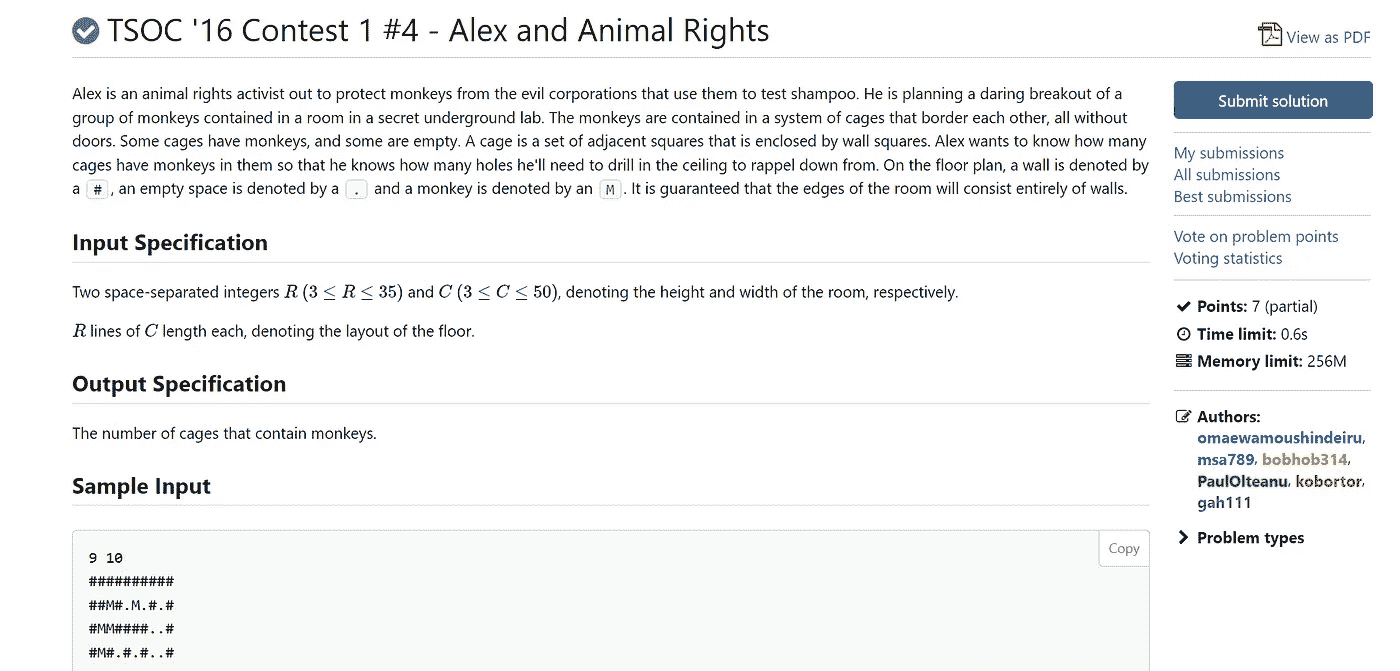 TSOC '16 Contest 1 #4 - Alex and Animal Rights
View as PDF
Alex is an animal rights activist out to protect monkeys from the evil corporations that use them to test shampoo. He is planning a daring breakout of a
group of monkeys contained in a room in a secret underground lab. The monkeys are contained in a system of cages that border each other, all without
doors. Some cages have monkeys, and some are empty. A cage is a set of adjacent squares that is enclosed by wall squares. Alex wants to know how many
cages have monkeys in them so that he knows how many holes he'll need to drill in the ceiling to rappel down from. On the floor plan, a wall is denoted by
a # , an empty space is denoted by a . and a monkey is denoted by an M . It is guaranteed that the edges of the room will consist entirely of walls.
Input Specification
Two space-separated integers R (3 ≤ R ≤ 35) and C (3 ≤ C ≤ 50), denoting the height and width of the room, respectively.
R lines of C length each, denoting the layout of the floor.
Output Specification
The number of cages that contain monkeys.
Sample Input
Copy
9 10
##########
##M#.M.#.#
#MM####..#
#M#.#.#..#
Submit solution
My submissions
All submissions
Best submissions
Vote on problem points
Voting statistics
Points: 7 (partial)
Time limit: 0.6s
Memory limit: 256M
Authors:
omaewamoushindeiru,
msa789, bobhob314,
PaulOlteanu, kobortor,
gah111
Problem types